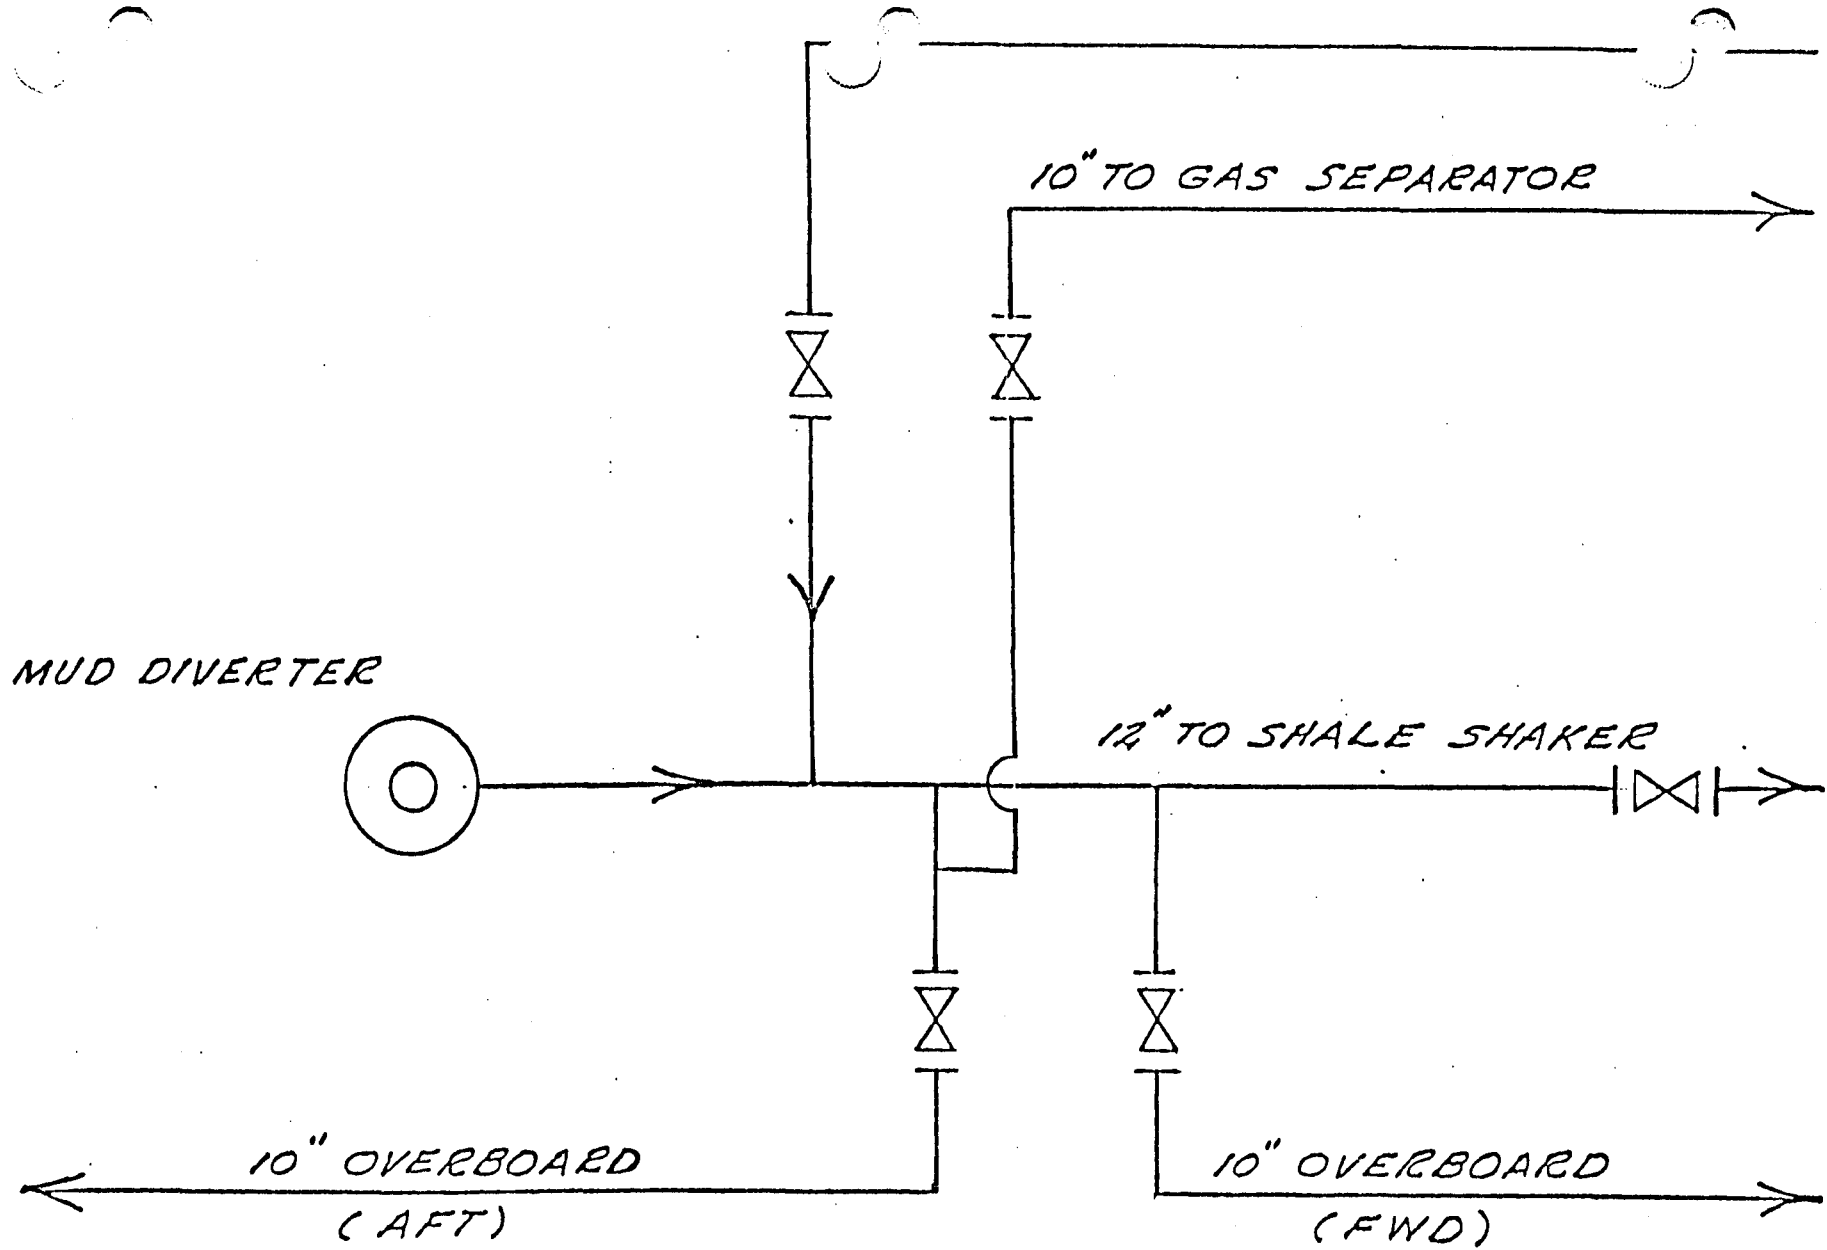 10" TO GAS SEPARATOR
MUD DIVERTER
12" TO SHALE SHAKER
10" OVERBOARD
(AFT)
10" OVERBOARD
(FWD)